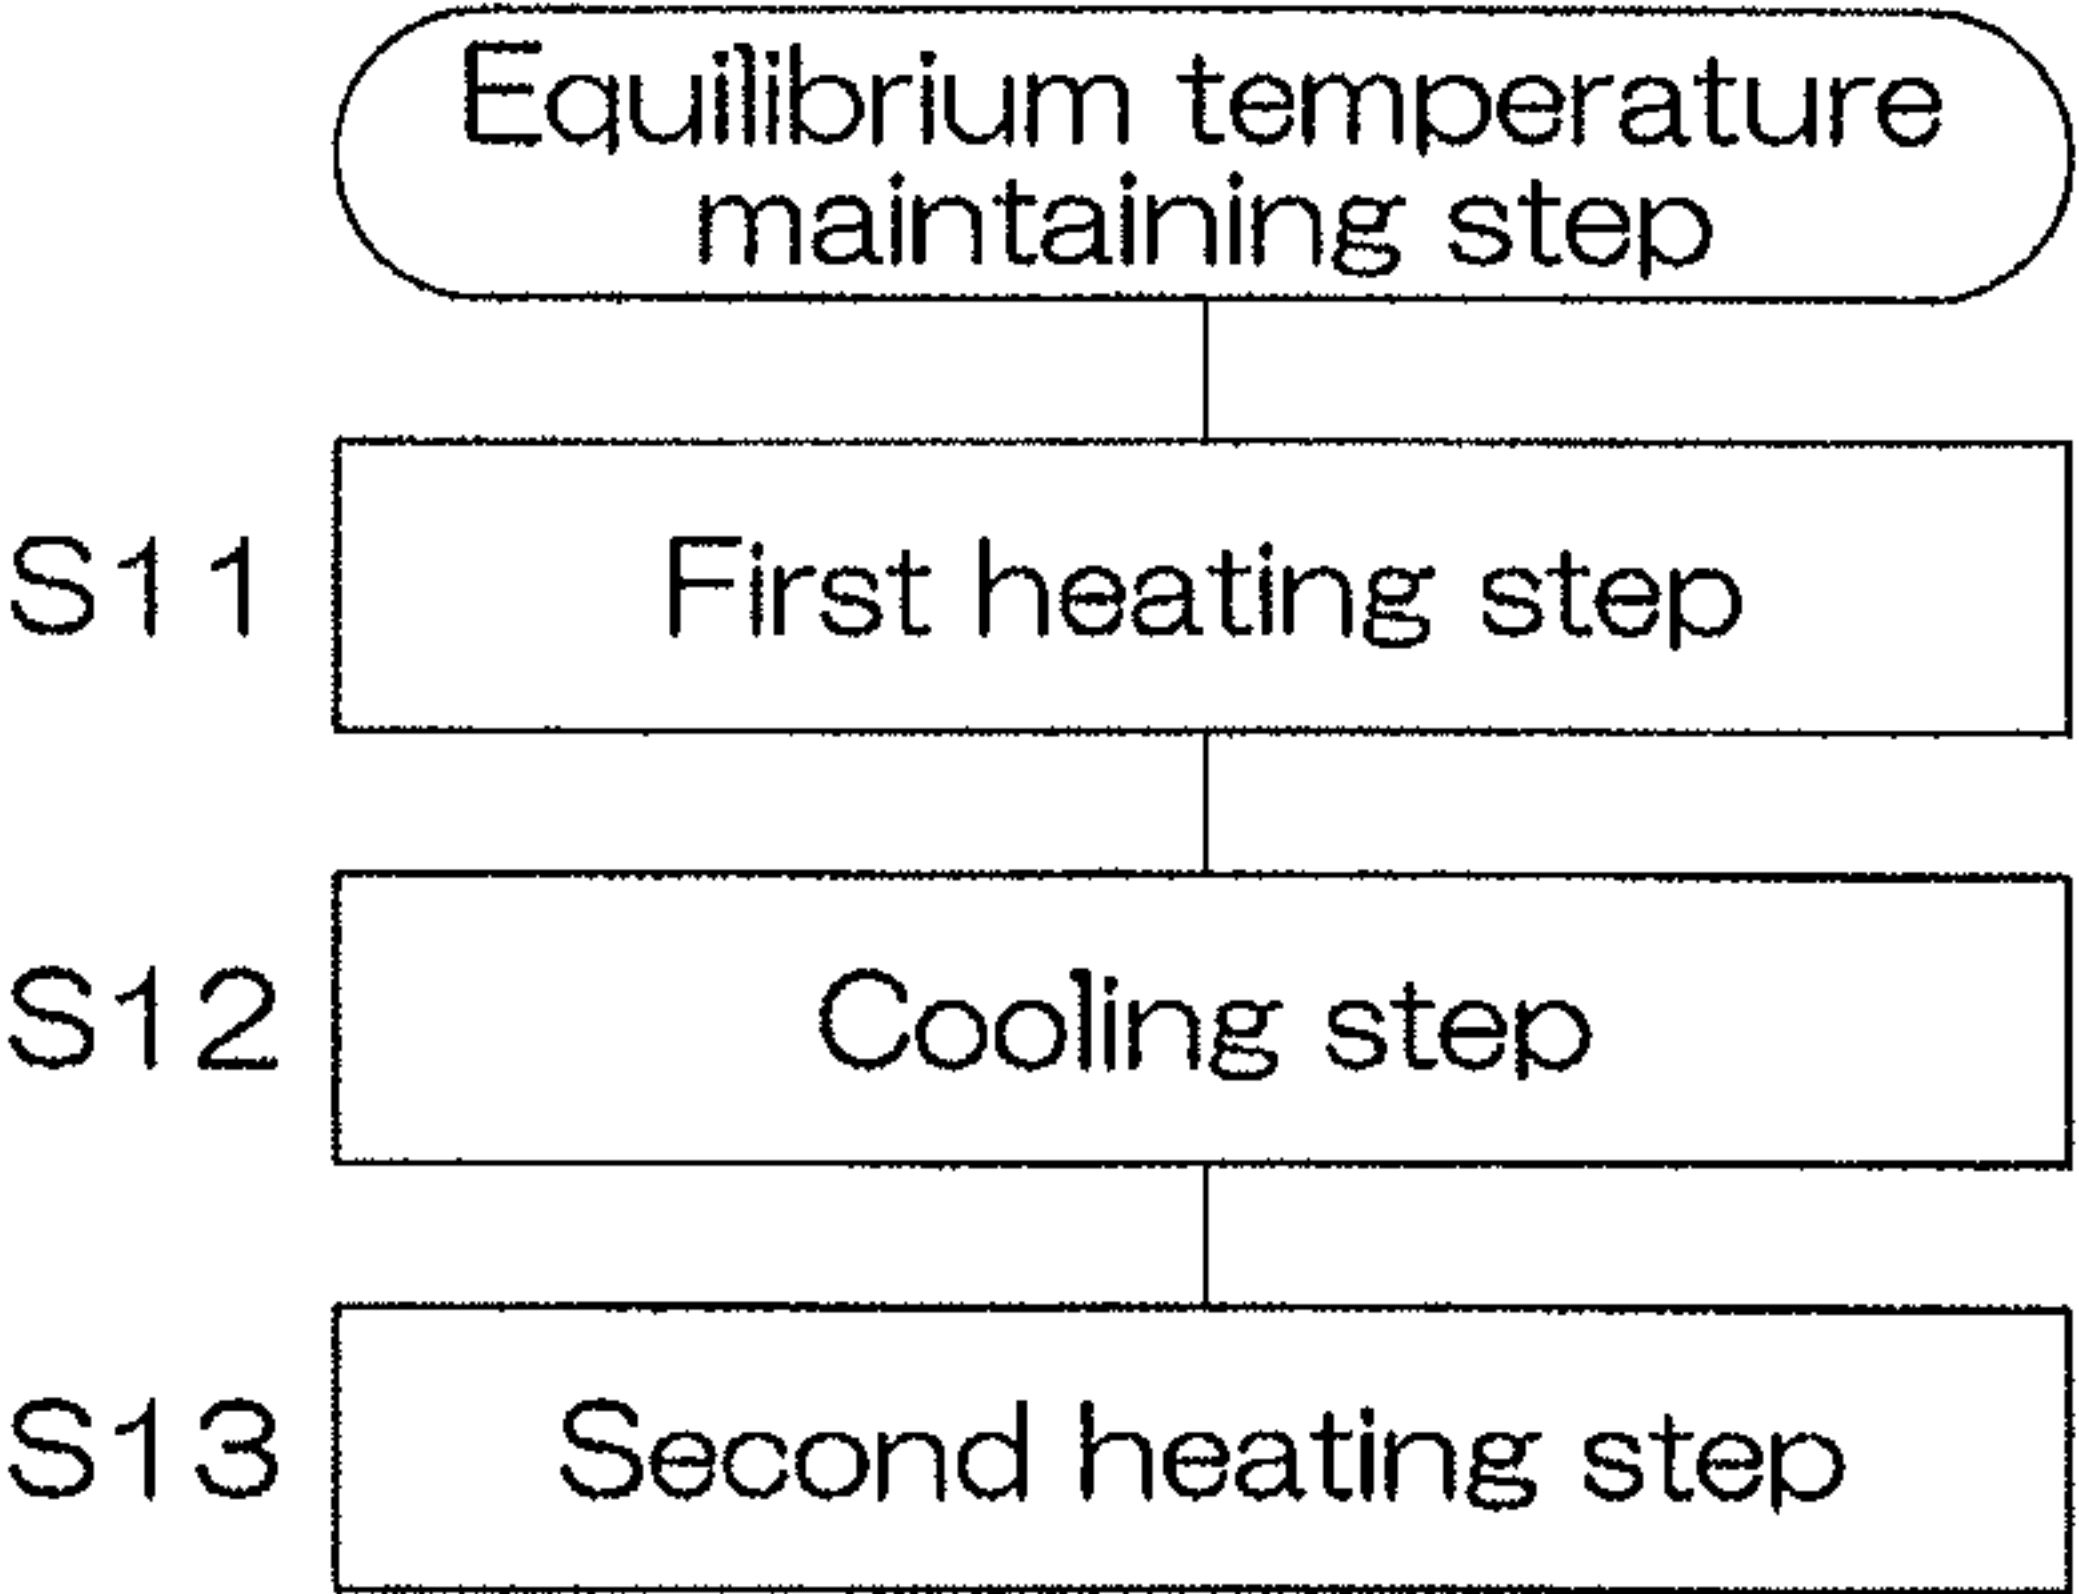 Equilibrium temperature
maintaining step
S11 First heating step
S12 Cooling step
S13 Second heating step